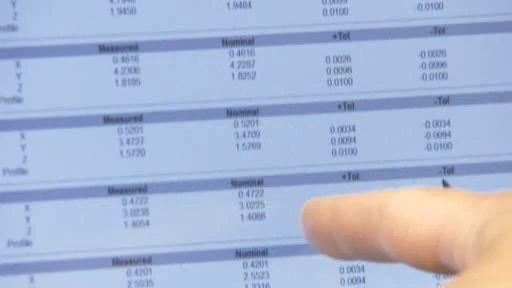 Y
Z 1.9450 1.9484 0.0100 -0.0100
Profile
Measured Nominal +Tol -Tol
X 0.4616 0.4616 0.0026 -0.0026
Y 4.2306 4.2287 0.0096 -0.0096
Z 1.8185 1.8252 0.0100 -0.0100
Profile
Measured Nominal +Tol -Tol
X 0.5201 0.5201 0.0034 -0.0034
Y 3.4727 3.4709 0.0094 -0.0094
Z 1.5720 1.5769 0.0100 -0.0100
Profile
Measured Nominal +Tol -Tol
X 0.4722 0.4722
Y 3.0238 3.0225
Z 1.4054 1.4088
Profile
Measured Nominal
X 0.4201 0.4201 0.0034
2.5535 2.5523 0.0094